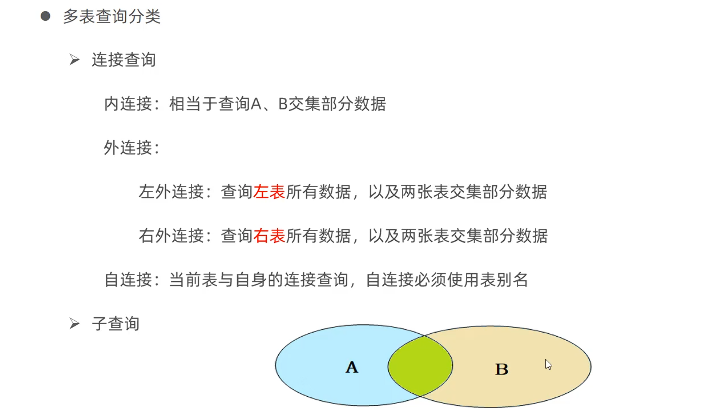 多表查询分类
连接查询
内连接：相当于查询A、B交集部分数据
外连接：
左外连接：查询左表所有数据，以及两张表交集部分数据
右外连接：查询右表所有数据，以及两张表交集部分数据
自连接：当前表与自身的连接查询，自连接必须使用表别名
子查询
A
B